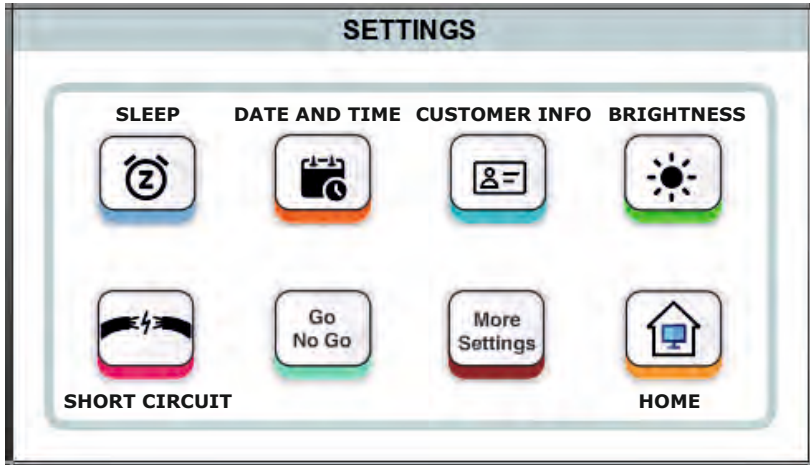 SETTINGS
SLEEP DATE AND TIME CUSTOMER INFO BRIGHTNESS
Z
Go
No Go
More
Settings
SHORT CIRCUIT HOME